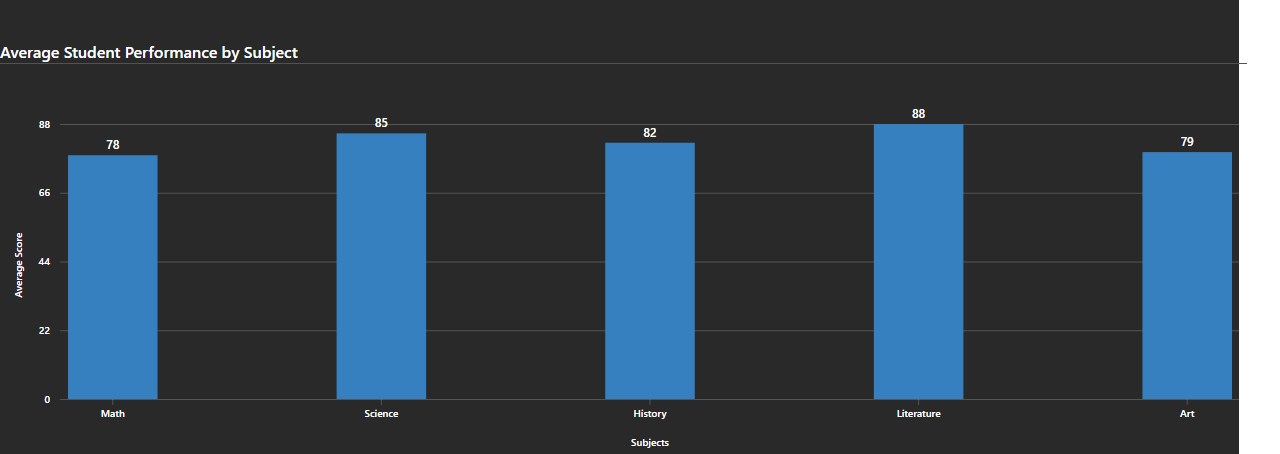 Average Student Performance by Subject
88
66
44
22
0
Average Score
78
85
82
88
79
Math
Science
History
Literature
Art
Subjects